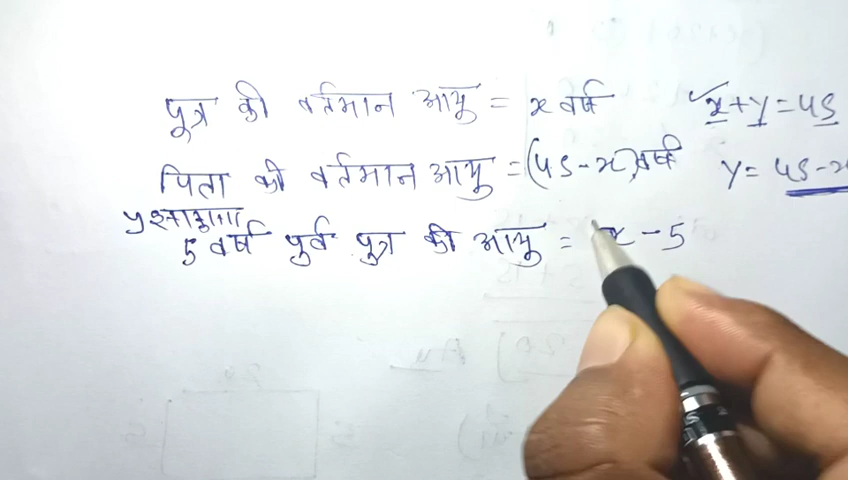 पुत्र की वर्तमान आयु = x वर्ष x+y=45
पिता की वर्तमान आयु = (45-x) वर्ष y= 45-x
प्रश्नानुसार
5 वर्ष पूर्व पुत्र की आयु = x-5